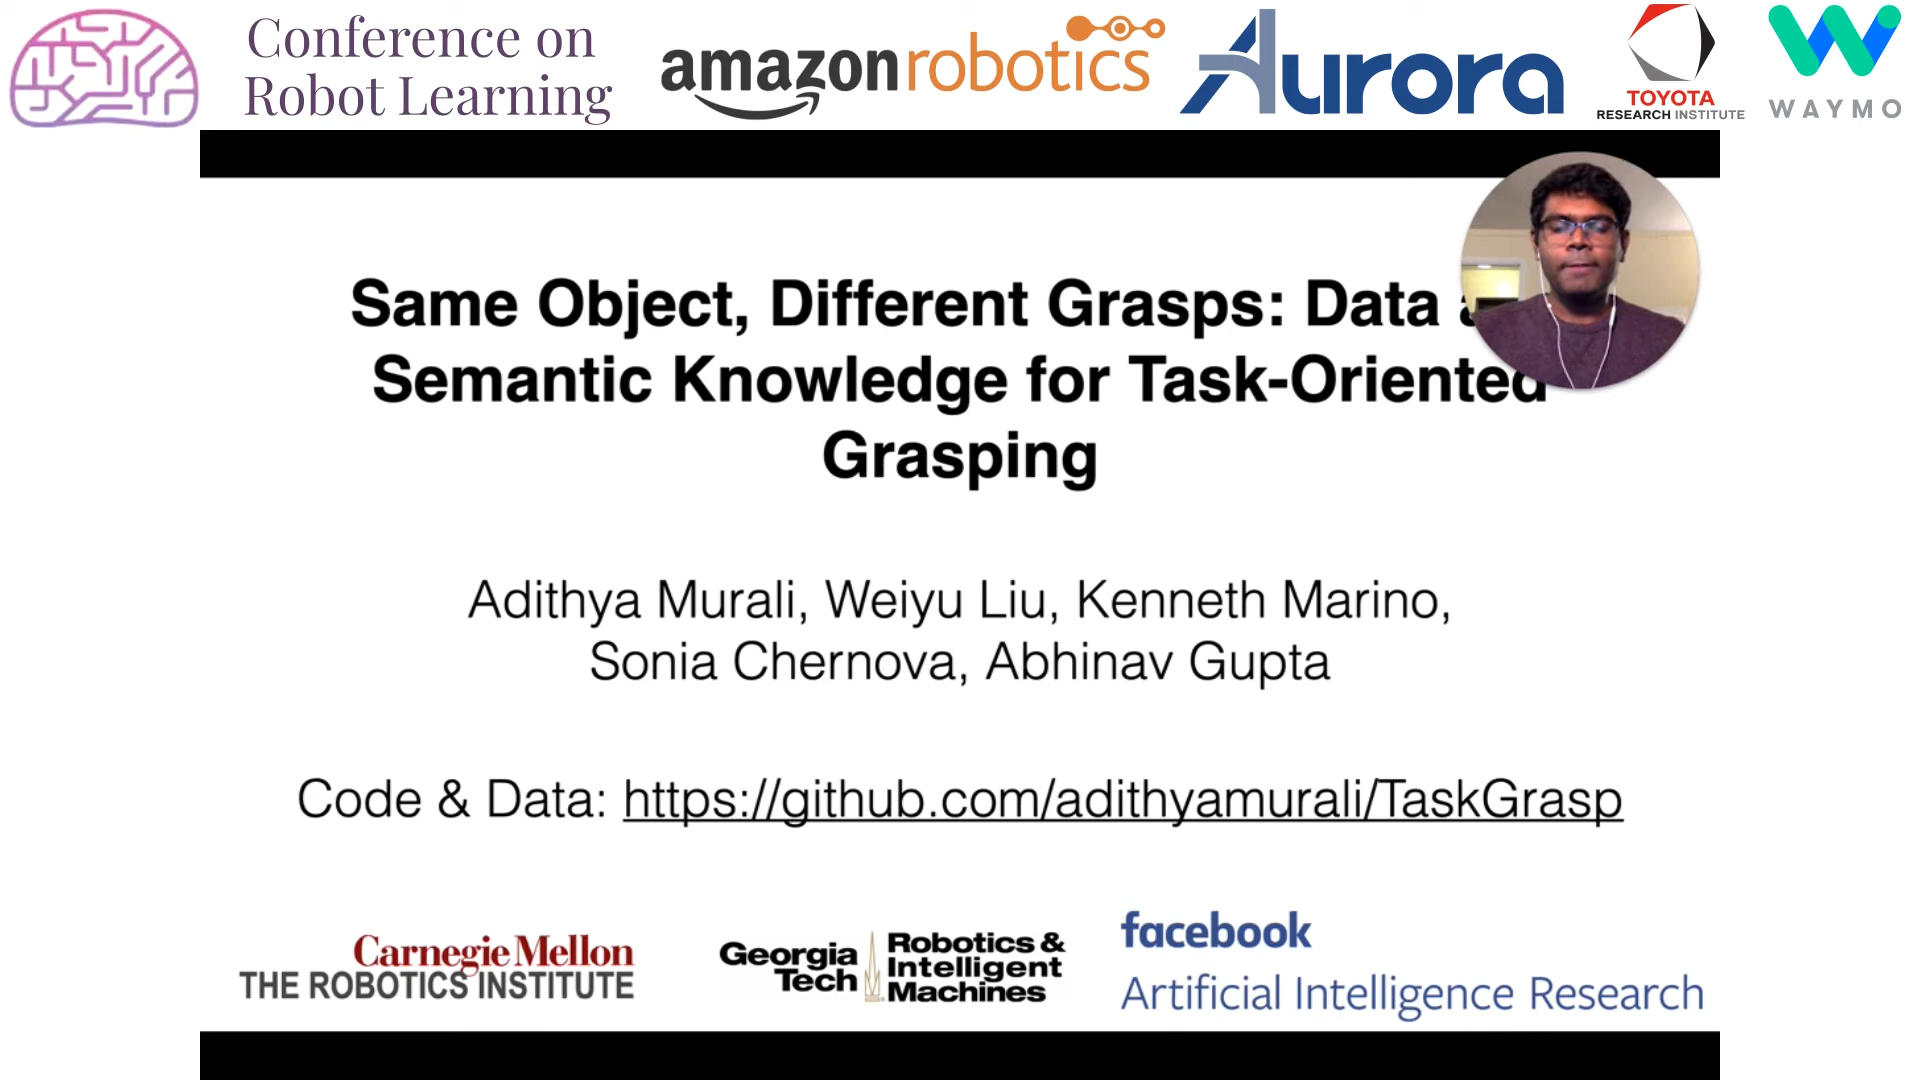 Conference on
Robot Learning
amazon robotics
Aurora
TOYOTA
RESEARCH INSTITUTE
WAYMO
Same Object, Different Grasps: Data
Semantic Knowledge for Task-Oriented
Grasping
Adithya Murali, Weiyu Liu, Kenneth Marino,
Sonia Chernova, Abhinav Gupta
Code & Data: https://github.com/adithyamurali/TaskGrasp
Carnegie Mellon
THE ROBOTICS INSTITUTE
Georgia
Tech
Robotics &
Intelligent
Machines
facebook
Artificial Intelligence Research